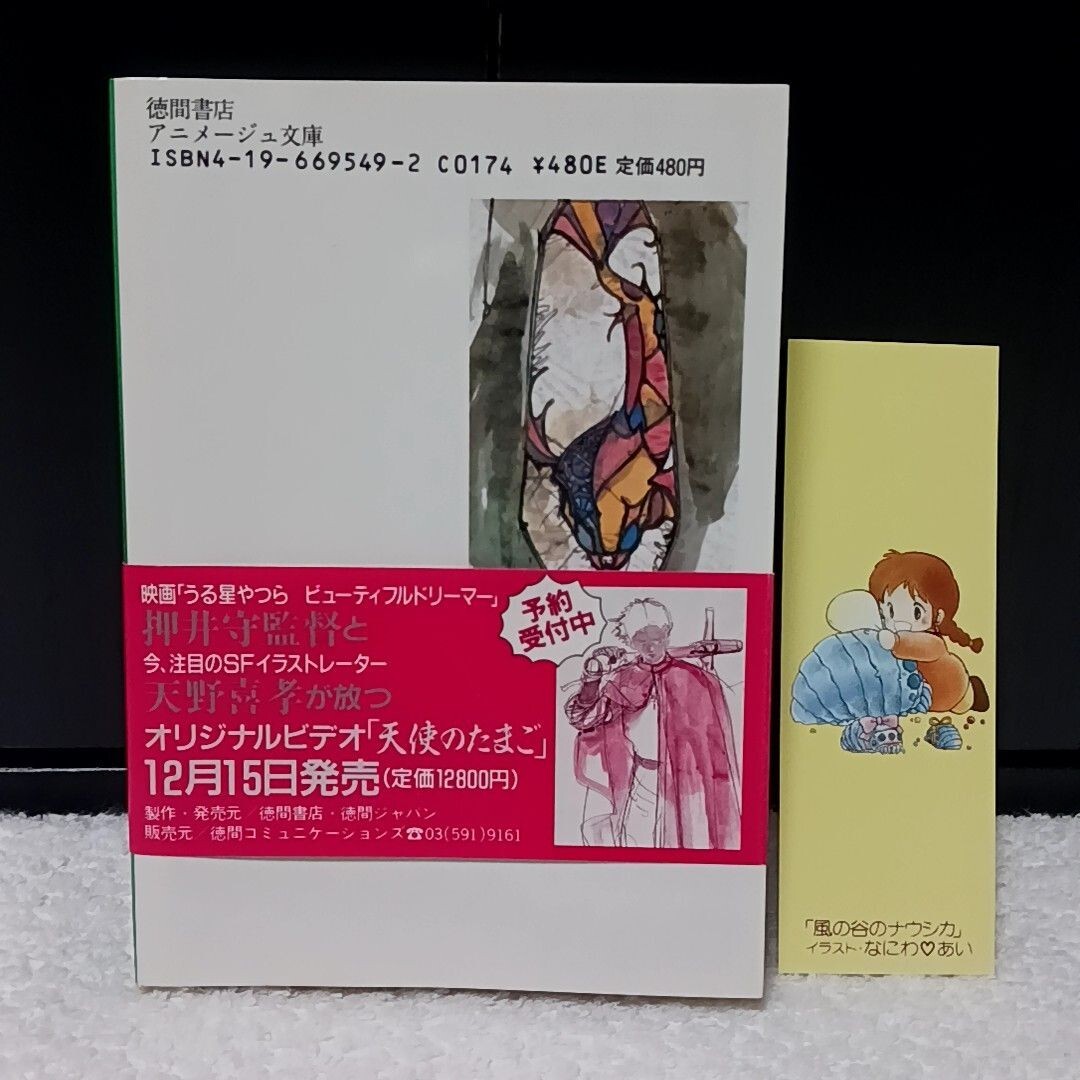 徳間書店
アニメージュ文庫
ISBN4-19-669549-2 C0174 ¥480E 定価480円
映画「うる星やつら ビューティフルドリーマー」
押井守監督と
今、注目のSFイラストレーター
天野喜孝が放つ
オリジナルビデオ「天使のたまご」
12月15日発売(定価12800円)
製作・発売元/徳間書店・徳間ジャパン
販売元/徳間コミュニケーションズ☎03(591)9161
予約
受付中
「風の谷のナウシカ」
イラスト・なにわ♡あい